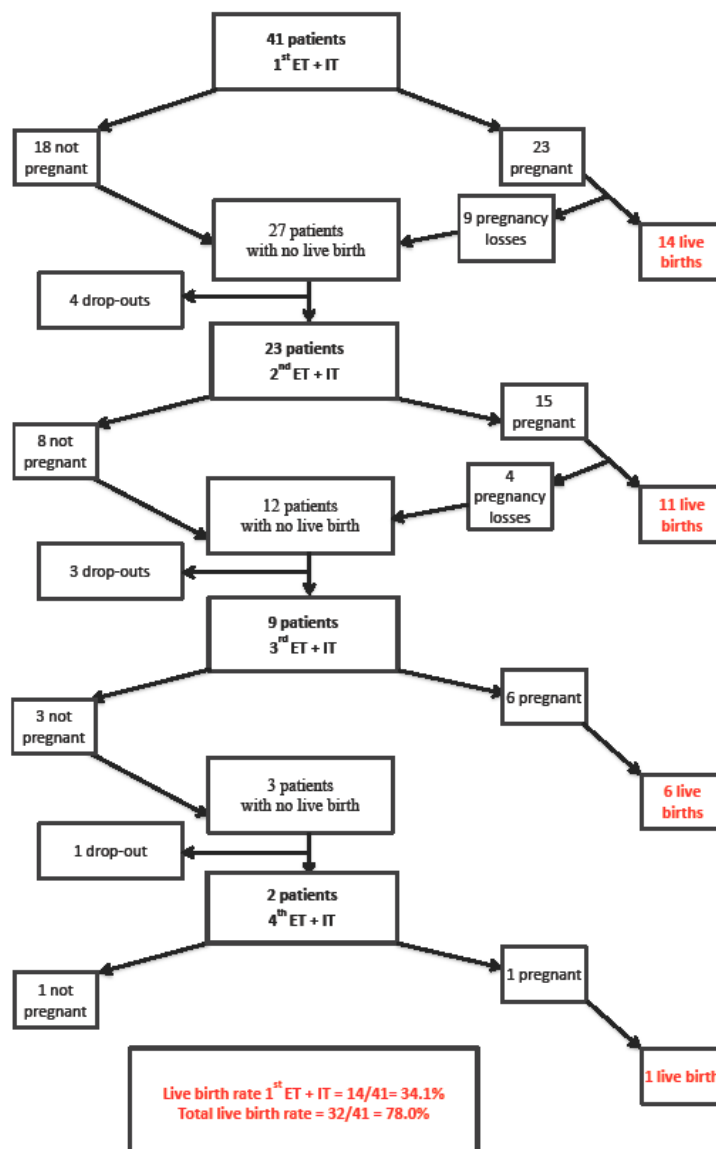 41 patients
1st ET + IT
18 not
pregnant
23
pregnant
9 pregnancy
losses
14 live
births
27 patients
with no live birth
4 drop-outs
23 patients
2nd ET + IT
8 not
pregnant
15
pregnant
4
pregnancy
losses
11 live
births
12 patients
with no live birth
3 drop-outs
9 patients
3rd ET + IT
3 not
pregnant
6 pregnant
6 live
births
3 patients
with no live birth
1 drop-out
2 patients
4th ET + IT
1 not
pregnant
1 pregnant
1 live birth
Live birth rate 1st ET + IT = 14/41= 34.1%
Total live birth rate = 32/41 = 78.0%